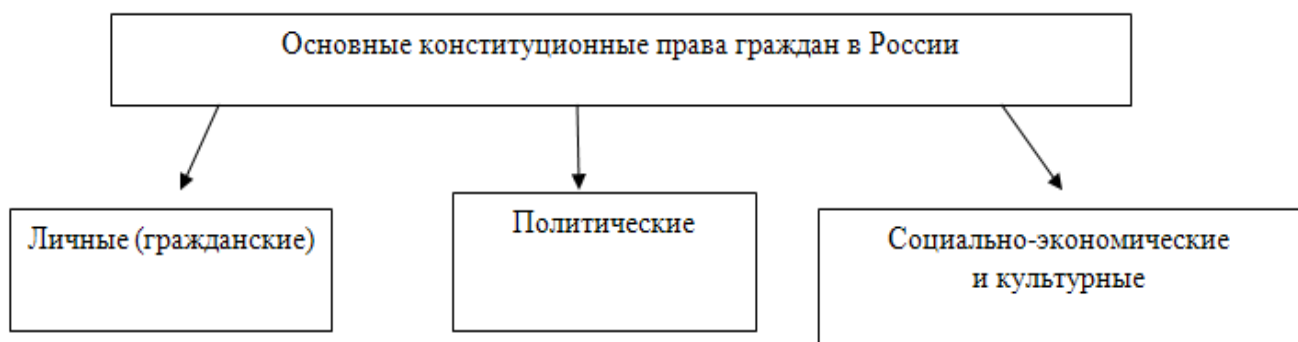 Основные конституционные права граждан в России
Личные (гражданские)
Политические
Социально-экономические
и культурные